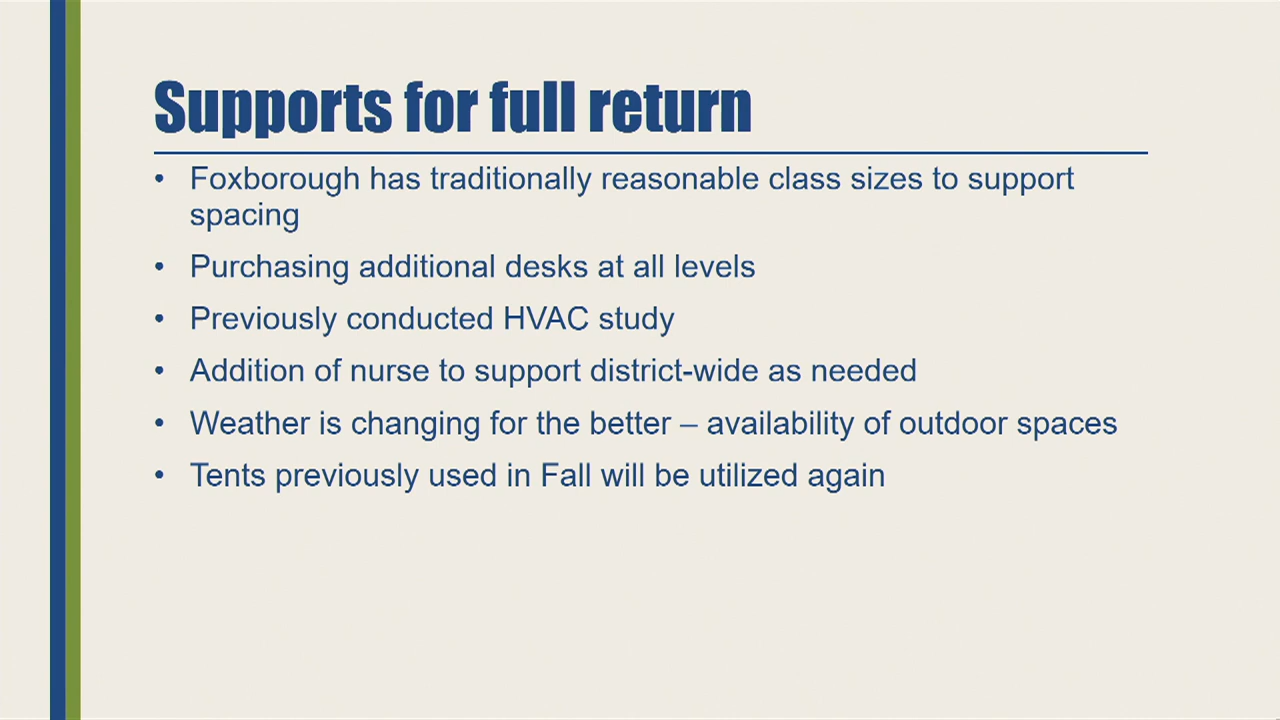 Supports for full return
• Foxborough has traditionally reasonable class sizes to support
spacing
• Purchasing additional desks at all levels
• Previously conducted HVAC study
• Addition of nurse to support district-wide as needed
• Weather is changing for the better – availability of outdoor spaces
• Tents previously used in Fall will be utilized again